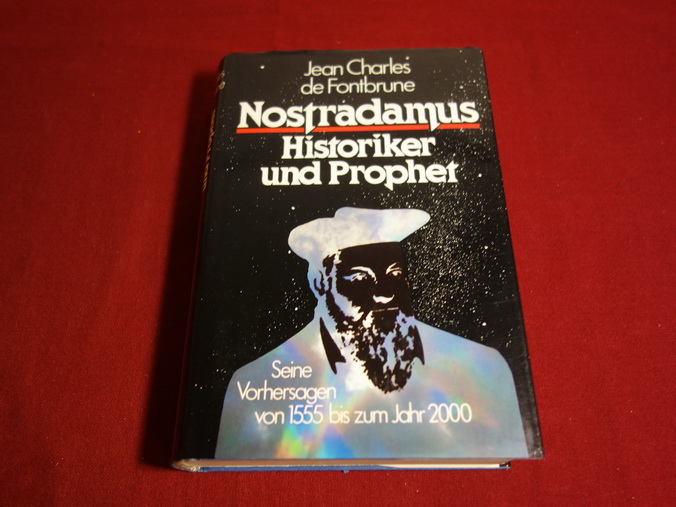 Jean Charles
de Fontbrune
Nostradamus
Historiker
und Prophet
Seine
Vorhersagen
von 1555 bis zum Jahr 2000